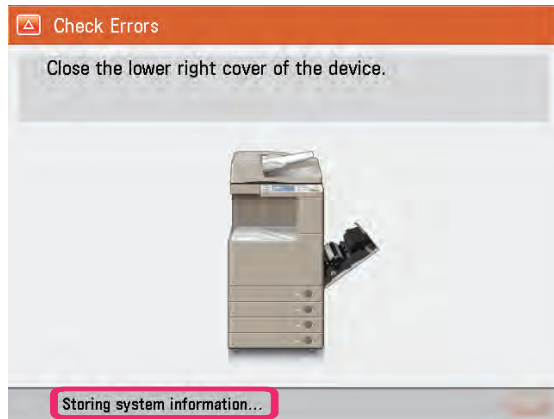 Check Errors
Close the lower right cover of the device.
Storing system information...